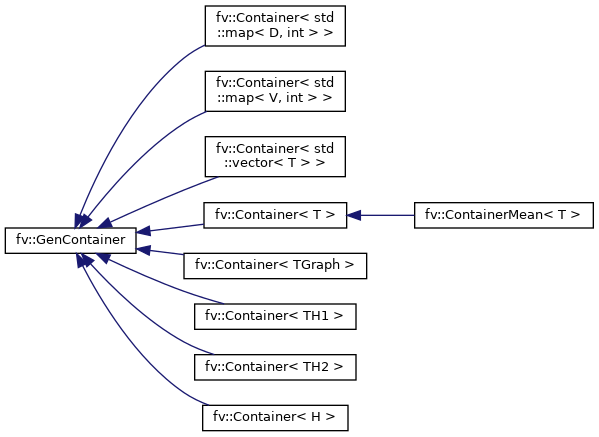 fv::Container< std
::map< D, int > >
fv::Container< std
::map< V, int > >
fv::Container< std
::vector< T > >
fv::Container< T >
fv::ContainerMean< T >
fv::GenContainer
fv::Container< TGraph >
fv::Container< TH1 >
fv::Container< TH2 >
fv::Container< H >